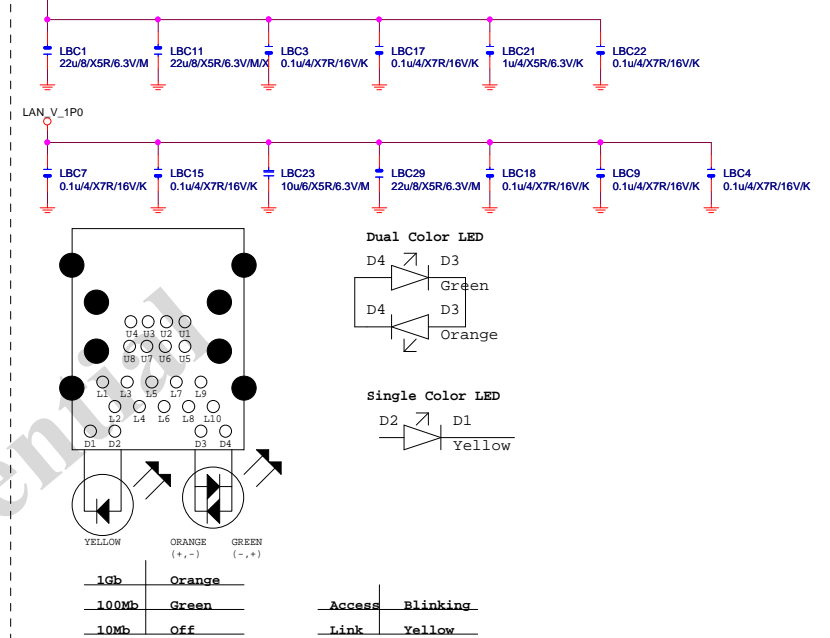 LBC1
22u/8/X5R/6.3V/M
LBC11
22u/8/X5R/6.3V/M/X
LBC3
0.1u/4/X7R/16V/K
LBC17
0.1u/4/X7R/16V/K
LBC21
1u/4/X5R/6.3V/K
LBC22
0.1u/4/X7R/16V/K
LAN_V_1P0
LBC7
0.1u/4/X7R/16V/K
LBC15
0.1u/4/X7R/16V/K
LBC23
10u/6/X5R/6.3V/M
LBC29
22u/8/X5R/6.3V/M
LBC18
0.1u/4/X7R/16V/K
LBC9
0.1u/4/X7R/16V/K
LBC4
0.1u/4/X7R/16V/K
Dual Color LED
D4 D3
Green
D4 D3
Orange
U4 U3 U2 U1
U8 U7 U6 U5
L1 L3 L5 L7 L9
L2 L4 L6 L8 L10
D1 D2 D3 D4
Single Color LED
D2 D1
Yellow
YELLOW
ORANGE
(+,-)
GREEN
(-,+)
1Gb Orange
100Mb Green
10Mb Off
Access Blinking
Link Yellow
ential